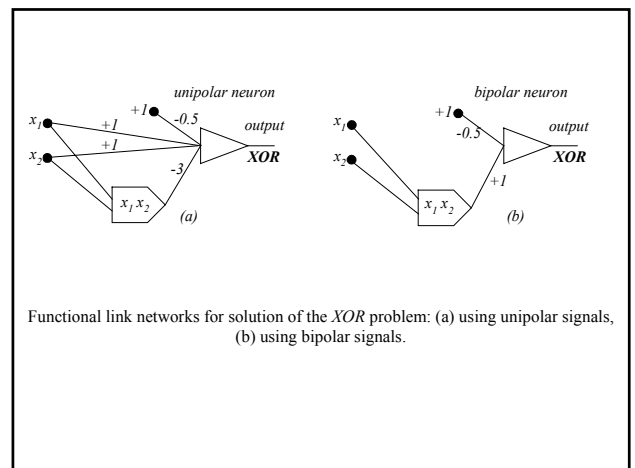 unipolar neuron
+1
-0.5
x1
+1
output
+1
XOR
x2
-3
x1 x2
(a)
bipolar neuron
+1
x1
-0.5
output
XOR
x2
+1
x1 x2
(b)
Functional link networks for solution of the XOR problem: (a) using unipolar signals,
(b) using bipolar signals.